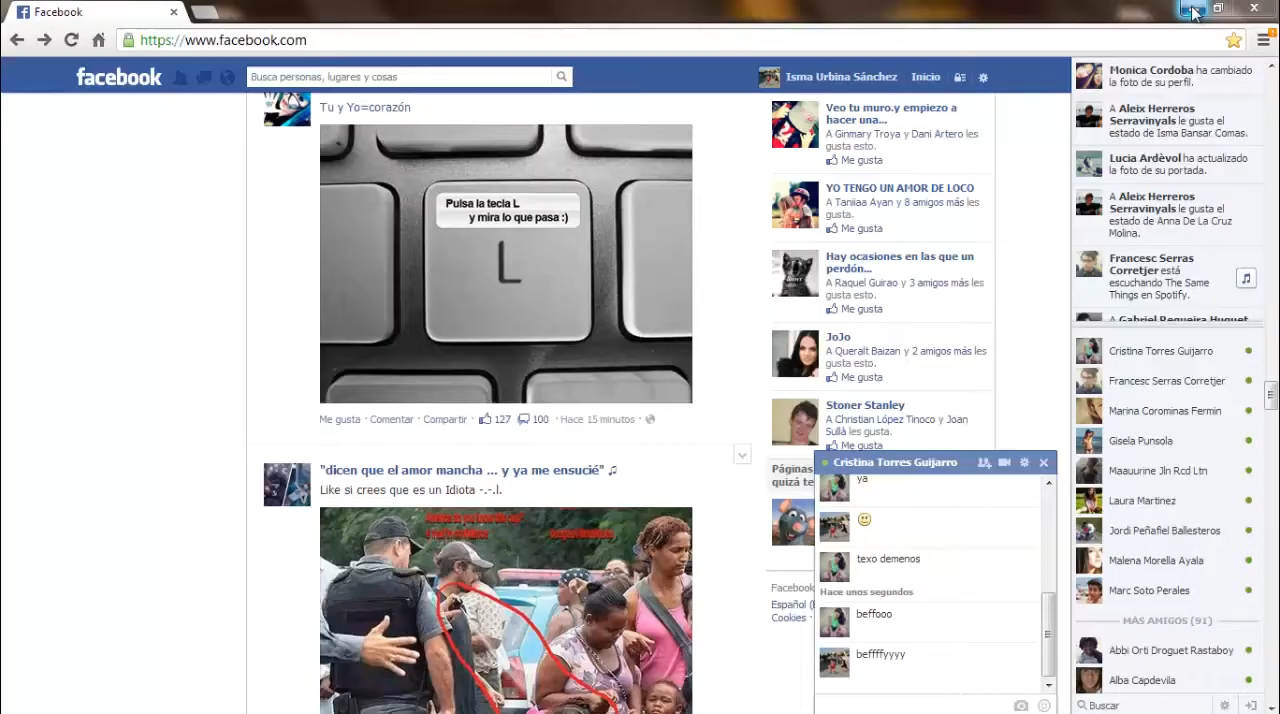 Facebook
https://www.facebook.com
facebook
Busca personas, lugares y cosas
Isma Urbina Sánchez
Inicio
Tu y Yo=corazón
Pulsa la tecla L
y mira lo que pasa :)
L
Me gusta · Comentar · Compartir · 127 100 · Hace 15 minutos ·
"dicen que el amor mancha ... y ya me ensucié" ♫
Like si crees que es un Idiota -.-.l.
Veo tu muro.y empiezo a
hacer una...
A Ginmary Troya y Dani Artero les
gusta esto.
Me gusta
YO TENGO UN AMOR DE LOCO
A Taniiaa Ayan y 8 amigos más les
gusta.
Me gusta
Hay ocasiones en las que un
perdón...
A Raquel Guirao y 3 amigos más les
gusta esto.
Me gusta
JoJo
A Queralt Baizan y 2 amigos más les
gusta esto.
Me gusta
Stoner Stanley
A Christian López Tinoco y Joan
Sullà les gusta.
Me gusta
Páginas
quizá te
Facebook
Español (
Cookies ·
Cristina Torres Guijarro
ya
texo demenos
Hace unos segundos
beffooo
beffffyyyy
Monica Cordoba ha cambiado
la foto de su perfil.
A Aleix Herreros
Serravinyals le gusta el
estado de Isma Bansar Comas.
Lucia Ardèvol ha actualizado
la foto de su portada.
A Aleix Herreros
Serravinyals le gusta el
estado de Anna De La Cruz
Molina.
Francesc Serras
Corretjer está
escuchando The Same
Things en Spotify.
A Gabriel Regueira Huguet
Cristina Torres Guijarro
Francesc Serras Corretjer
Marina Corominas Fermin
Gisela Punsola
Maauurine Jln Rcd Ltn
Laura Martinez
Jordi Peñafiel Ballesteros
Malena Morella Ayala
Marc Soto Perales
MÁS AMIGOS (91)
Abbi Orti Droguet Rastaboy
Alba Capdevila
Buscar